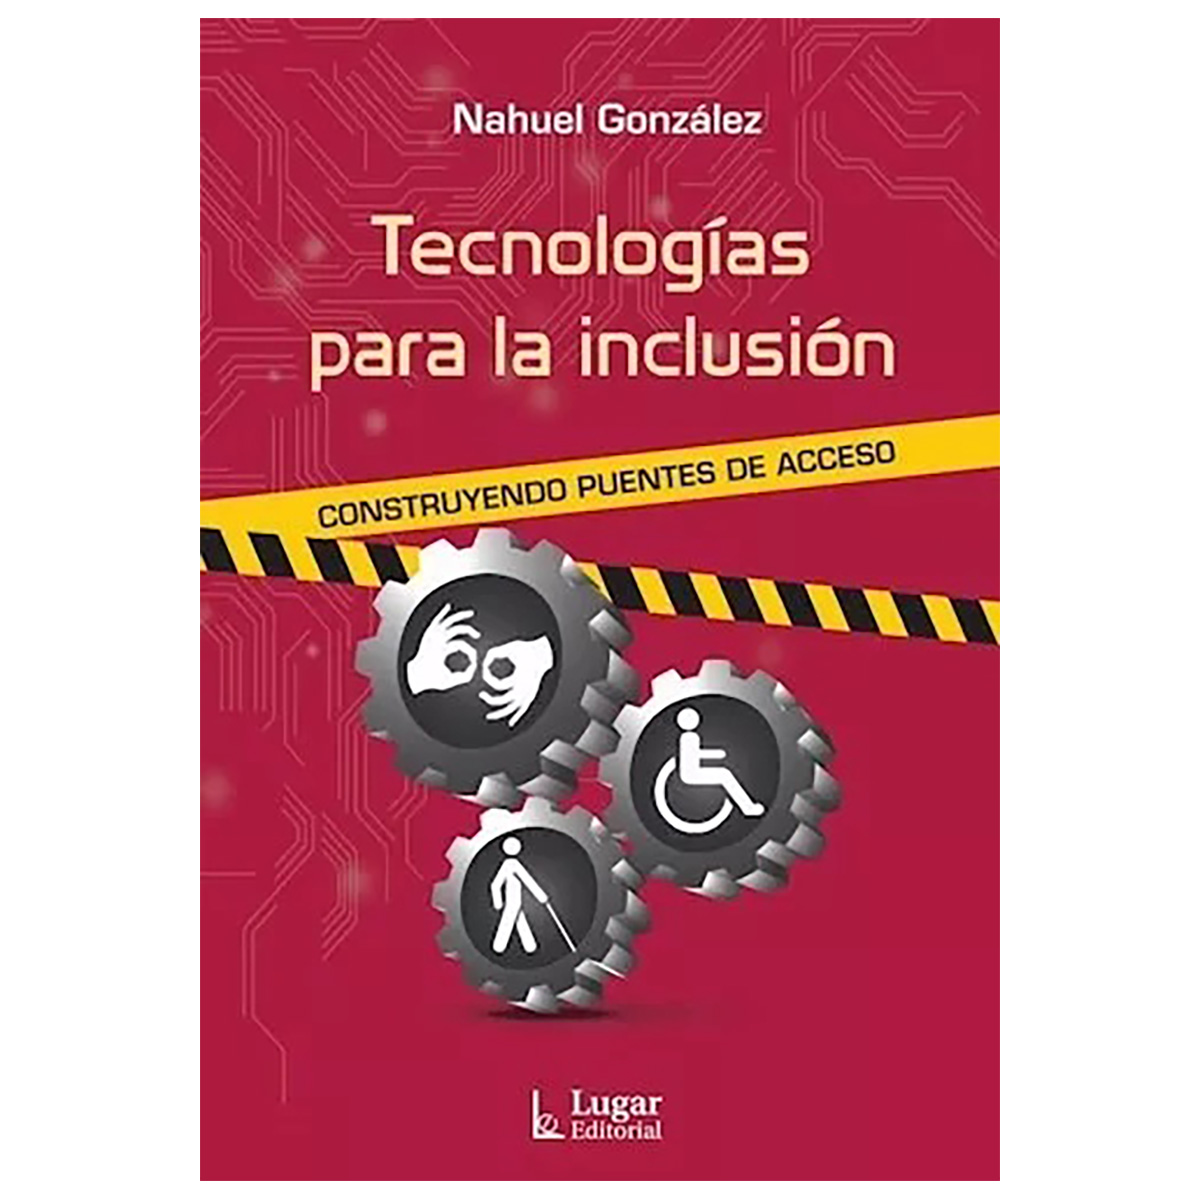 Nahuel González
Tecnologías
para la inclusión
CONSTRUYENDO PUENTES DE ACCESO
Lugar
Editorial